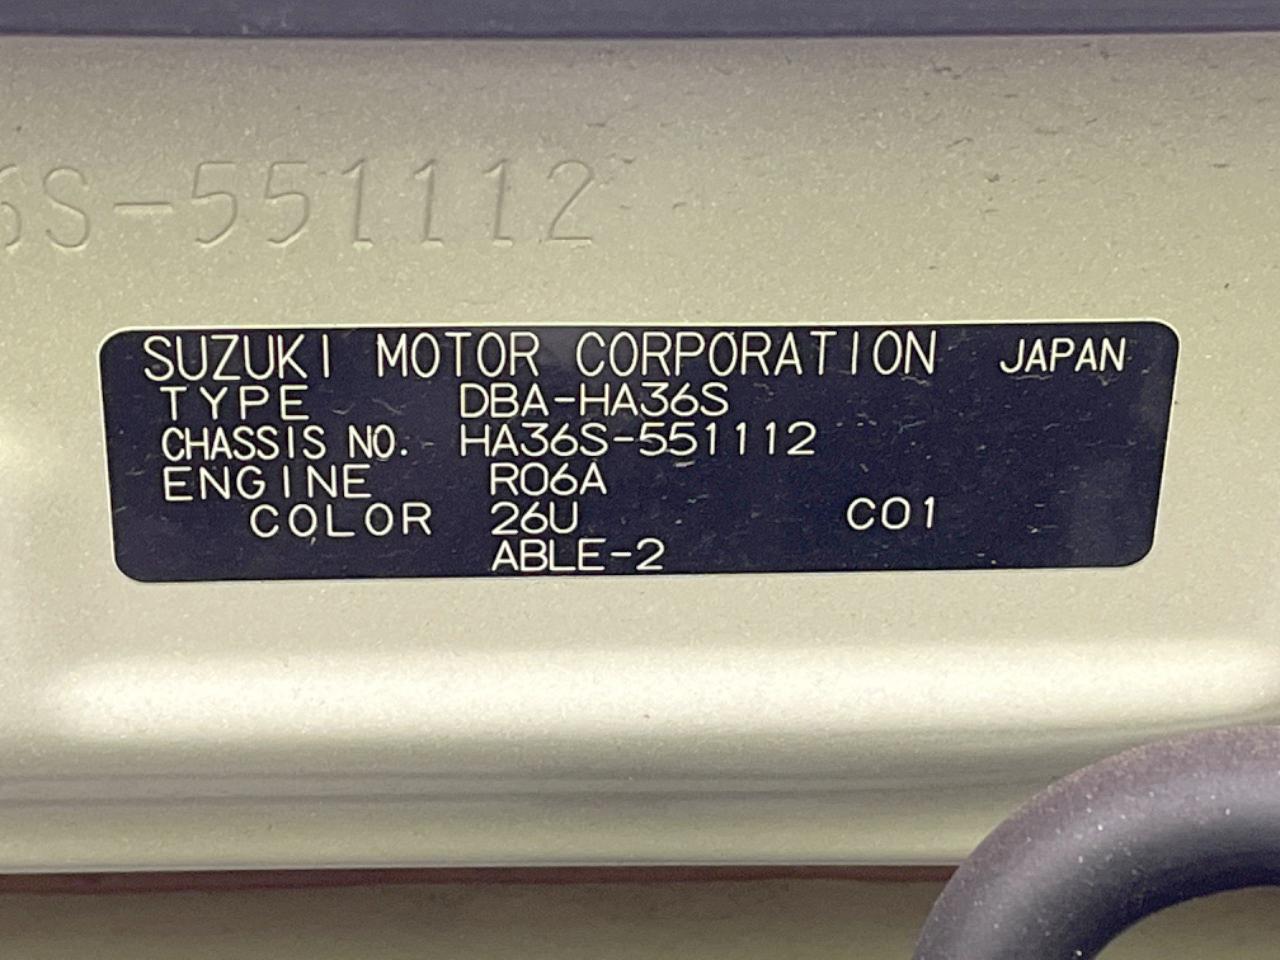 6S-551112
SUZUKI MOTOR CORPORATION JAPAN
TYPE DBA-HA36S
CHASSIS NO. HA36S-551112
ENGINE R06A
COLOR 26U C01
ABLE-2